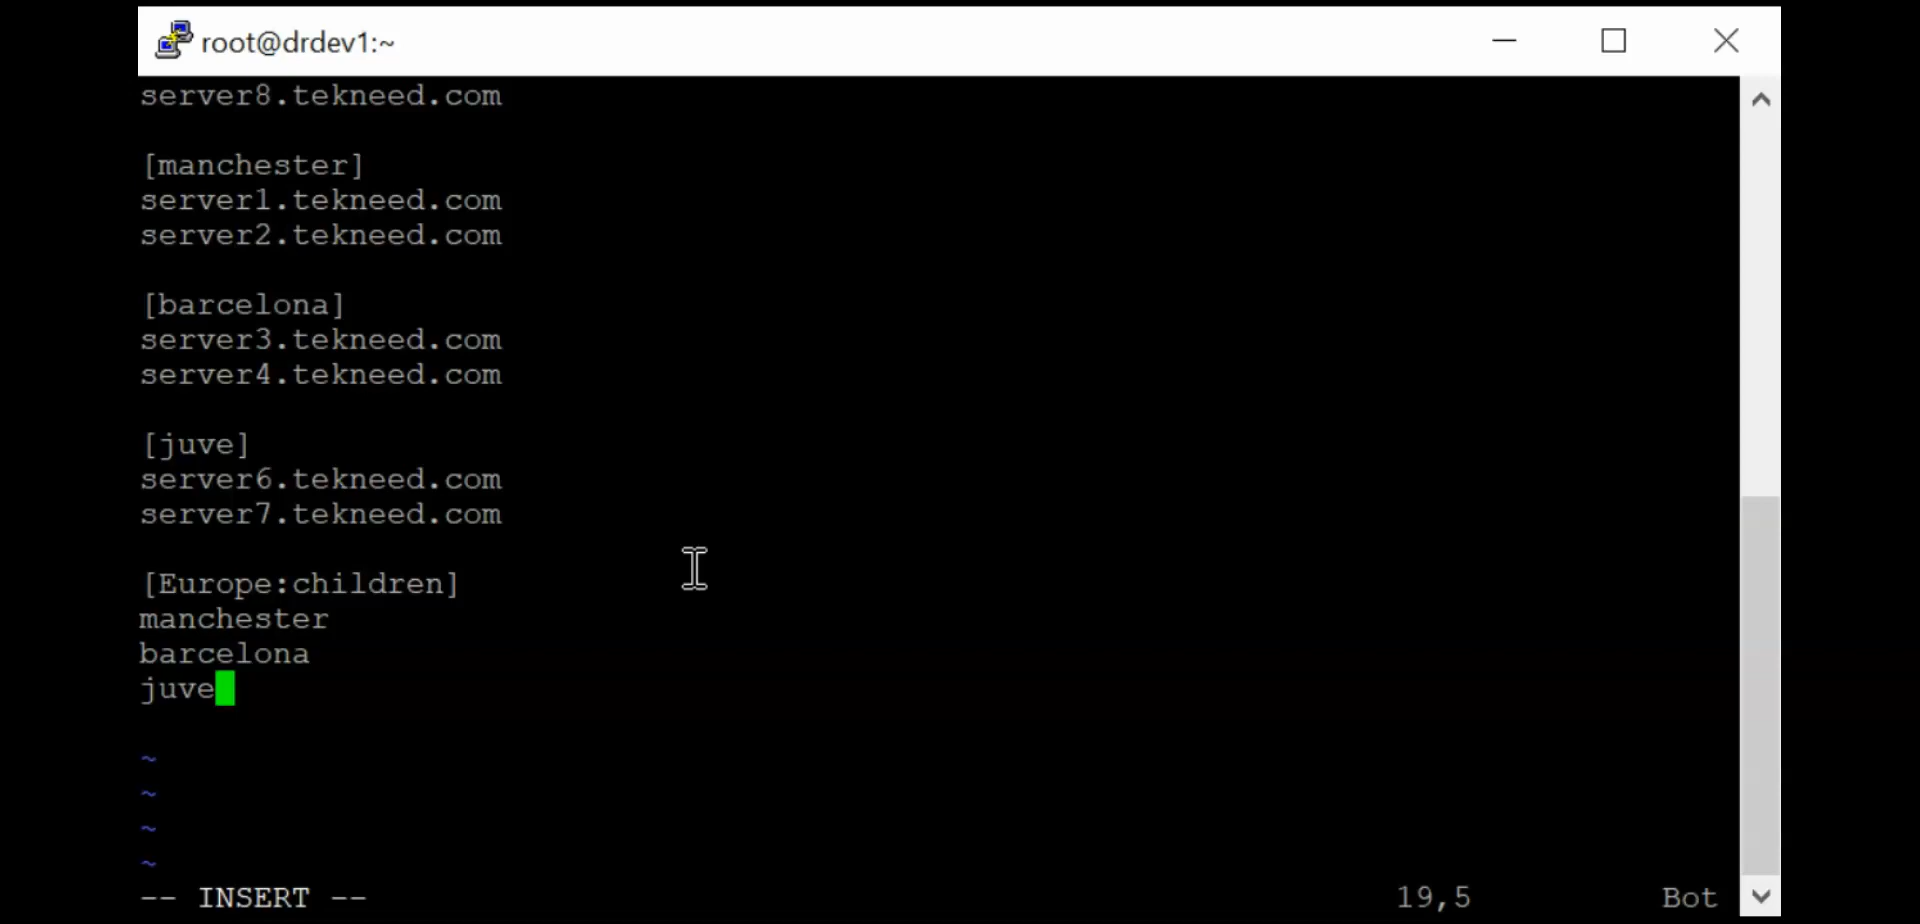 root@drdev1:~
server8.tekneed.com
[manchester]
server1.tekneed.com
server2.tekneed.com
[barcelona]
server3.tekneed.com
server4.tekneed.com
[juve]
server6.tekneed.com
server7.tekneed.com
[Europe:children]
manchester
barcelona
juve
~
~
~
~
-- INSERT -- 19,5 Bot